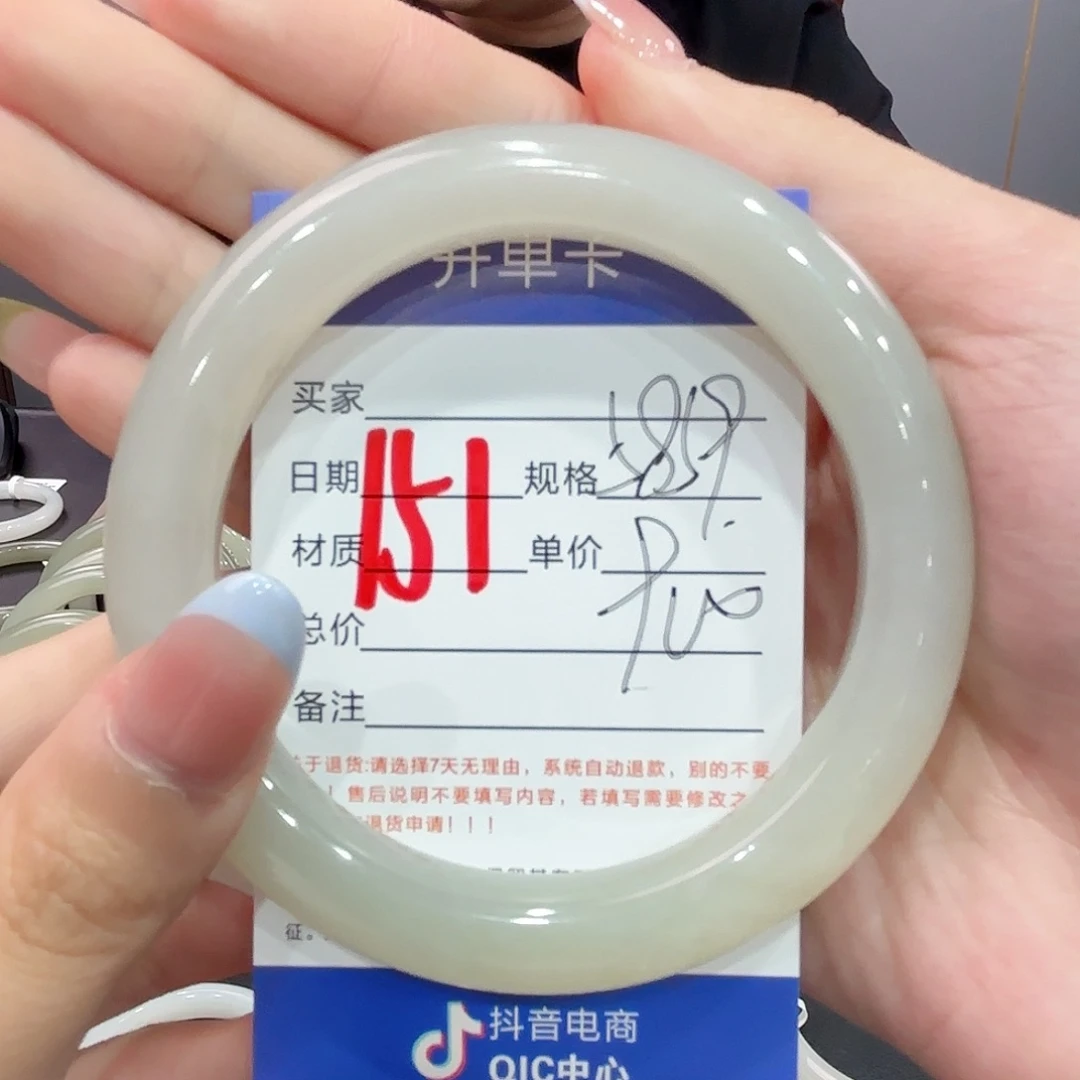 开单卡
买家
日期 151 规格
材质 单价
总价
备注
于退货:请选择7天无理由，系统自动退款，别的不要
！售后说明不要填写内容，若填写需要修改之
退货申请！！！
征。
抖音电商
QIC中心